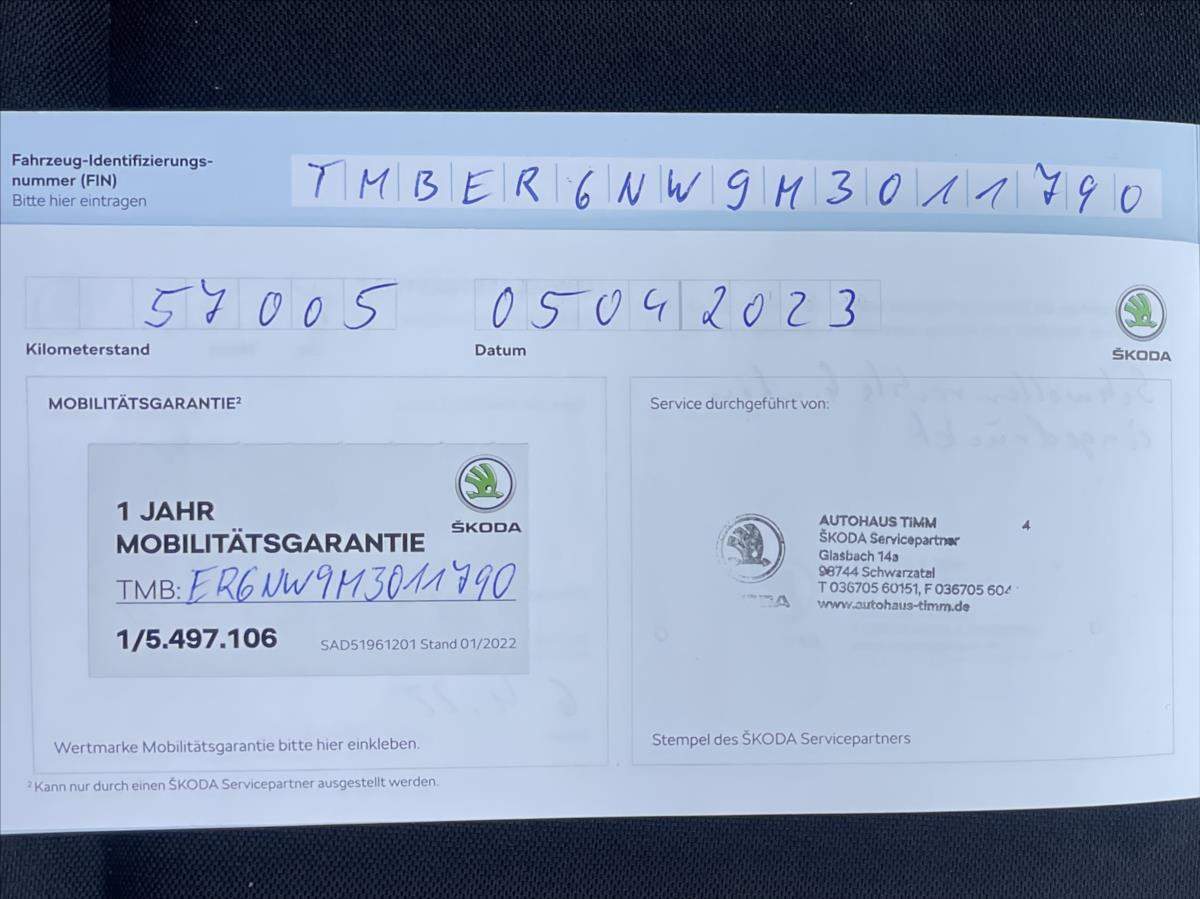 Fahrzeug-Identifizierungs-
nummer (FIN)
Bitte hier eintragen
TMBER6NW9M3011790
57005
Kilometerstand
05042023
Datum
ŠKODA
MOBILITÄTSGARANTIE²
1 JAHR
MOBILITÄTSGARANTIE
ŠKODA
TMB: ER6NW9M3011790
1/5.497.106
SAD51961201 Stand 01/2022
Wertmarke Mobilitätsgarantie bitte hier einkleben.
Service durchgeführt von:
AUTOHAUS TIMM 4
ŠKODA Servicepartner
Glasbach 14a
98744 Schwarzatal
T 036705 60151, F 036705
www.autohaus-timm.de
Stempel des ŠKODA Servicepartners
² Kann nur durch einen ŠKODA Servicepartner ausgestellt werden.